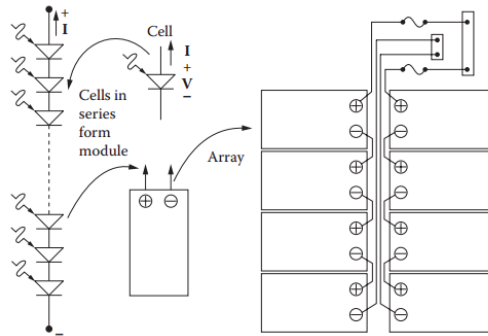 +
I
Cell
I
+
V
−
Cells in
series
form
module
Array
+ −
−
+ +
− −
+ +
− −
+ +
− −
+ +
− −